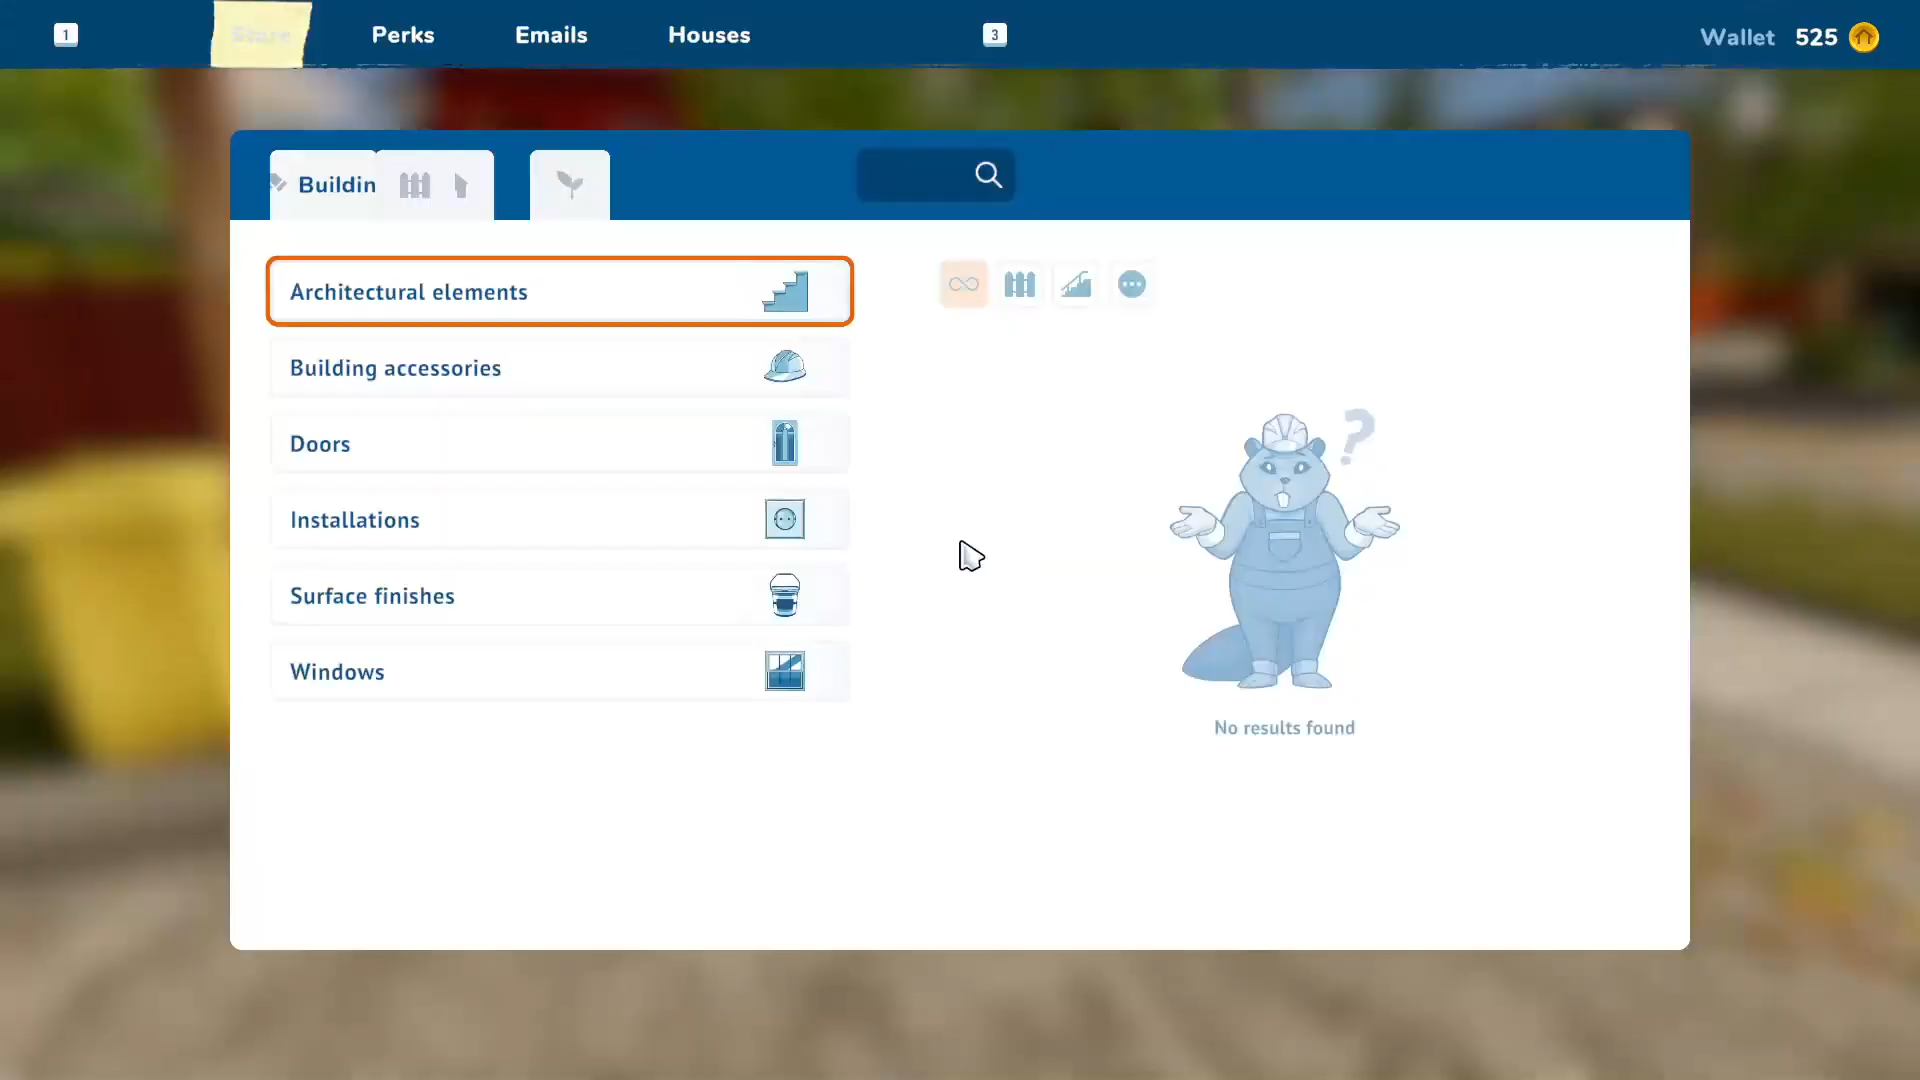 1
Store
Perks
Emails
Houses
3
Wallet 525
Buildin
Architectural elements
Building accessories
Doors
Installations
Surface finishes
Windows
?
No results found